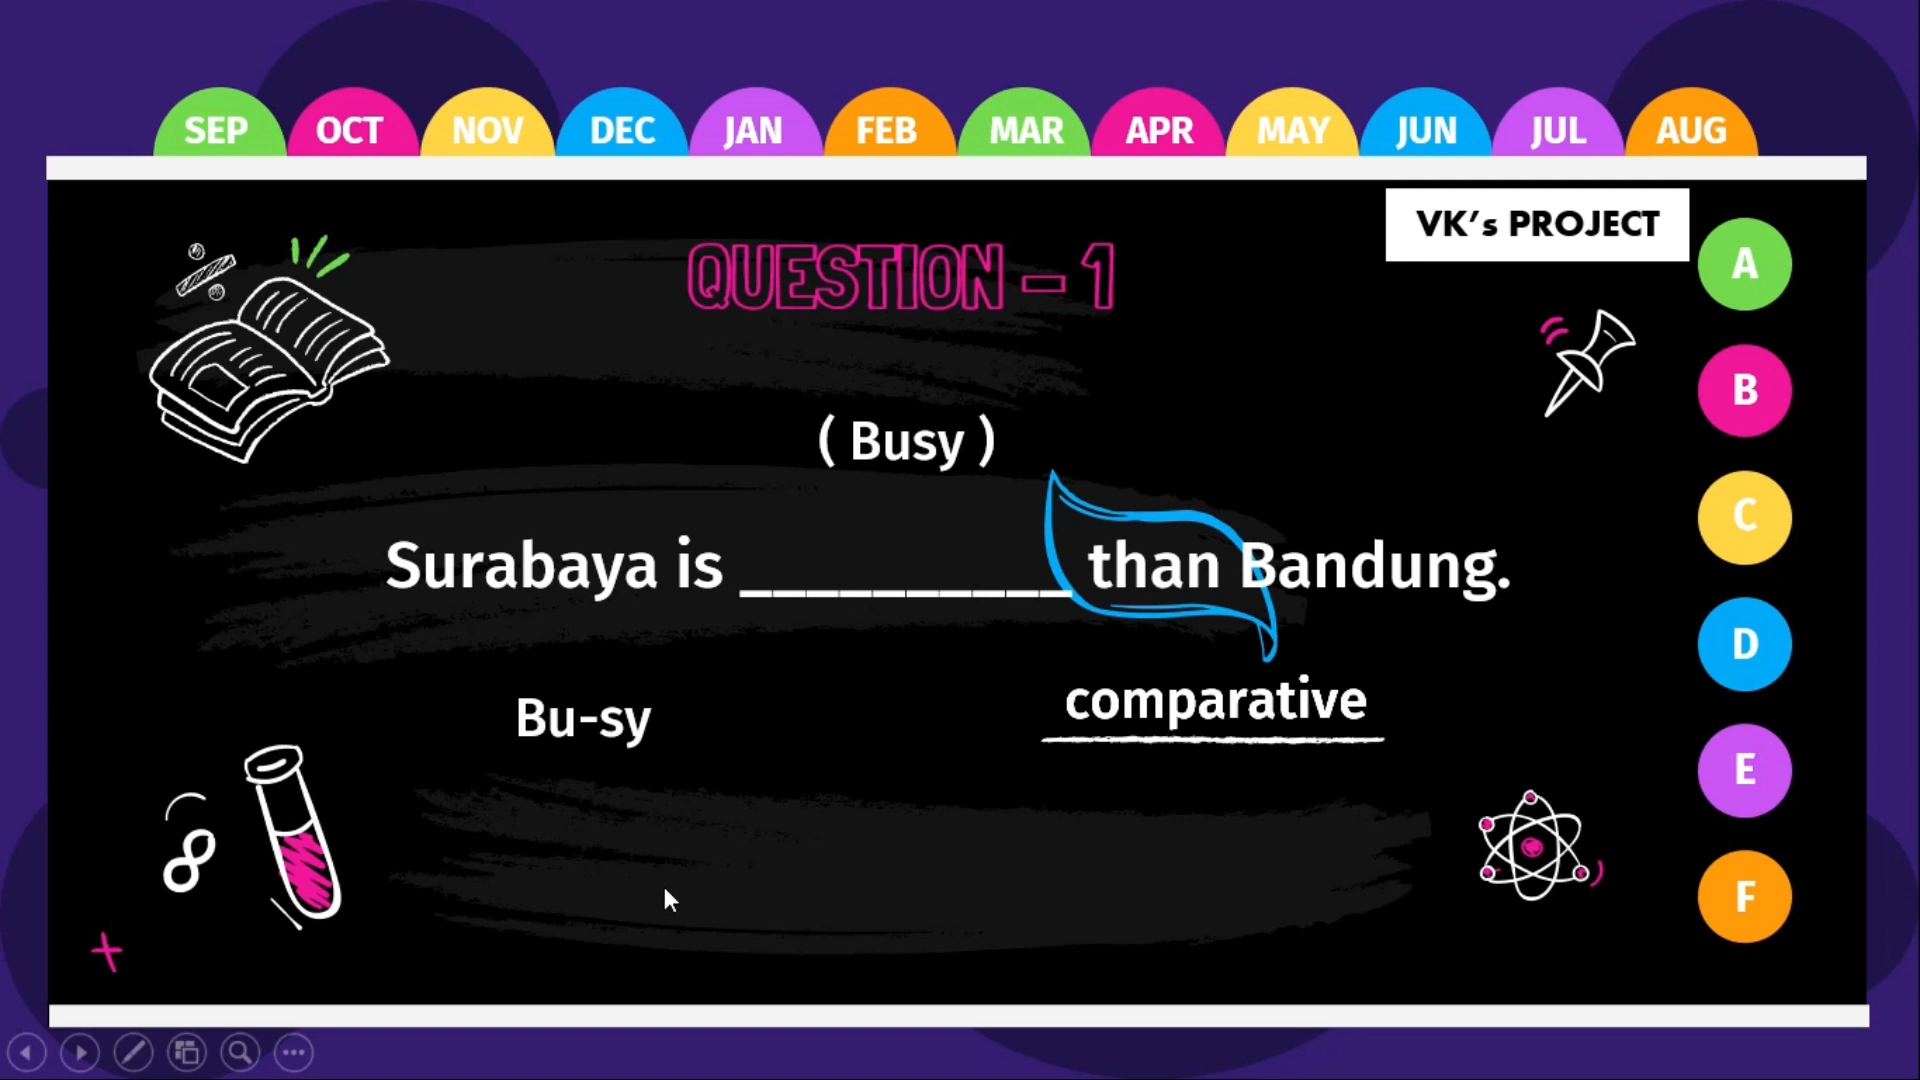 SEP OCT NOV DEC JAN FEB MAR APR MAY JUN JUL AUG
VK's PROJECT
QUESTION – 1
( Busy )
Surabaya is __________ than Bandung.
Bu-sy
comparative
A
B
C
D
E
F